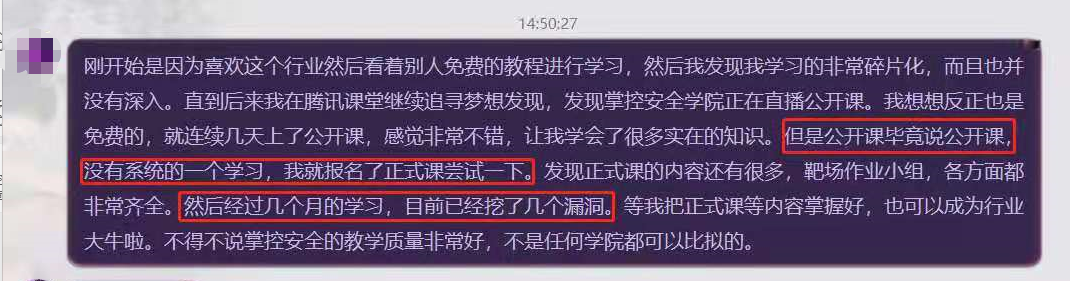 14:50:27
刚开始是因为喜欢这个行业然后看着别人免费的教程进行学习，然后我发现我学习的非常碎片化，而且也并
没有深入。直到后来我在腾讯课堂继续追寻梦想发现，发现掌控安全学院正在直播公开课。我想想反正也是
免费的，就连续几天上了公开课，感觉非常不错，让我学会了很多实在的知识。但是公开课毕竟说公开课，
没有系统的一个学习，我就报名了正式课尝试一下。发现正式课的内容还有很多，靶场作业小组，各方面都
非常齐全。然后经过几个月的学习，目前已经挖了几个漏洞。等我把正式课等内容掌握好，也可以成为行业
大牛啦。不得不说掌控安全的教学质量非常好，不是任何学院都可以比拟的。